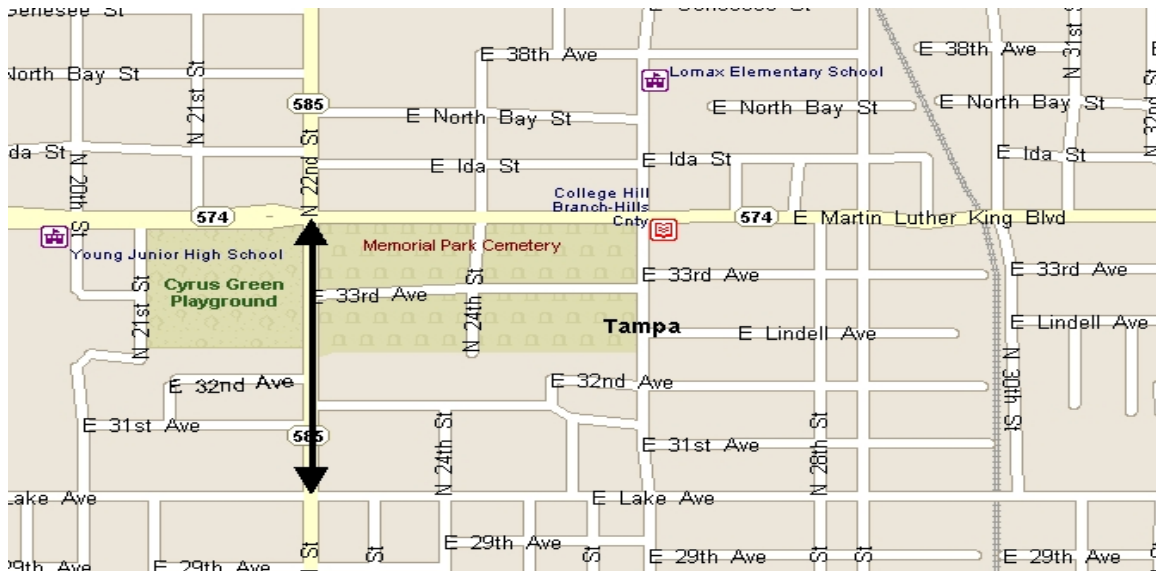 Genesee St
E Genesee St
E 38th Ave
E 38th Ave
N 31st S
North Bay St
N 21st St
Lomax Elementary School
585
E North Bay St
E North Bay St
E North Bay St
N 32nd
N 22nd St
da St
E Ida St
E Ida St
E Ida St
N 20th St
College Hill
Branch-Hills
Cnty
574
574
E Martin Luther King Blvd
Young Junior High School
Memorial Park Cemetery
Cyrus Green
Playground
N 21st St
E 33rd Ave
N 24th St
E 33rd Ave
E 33rd Ave
Tampa
E Lindell Ave
E Lindell Ave
E 32nd Ave
E 32nd Ave
N 30th St
E 31st Ave
585
N 24th St
E 31st Ave
N 28th St
Lake Ave
E Lake Ave
29th Ave
St
St
E 29th Ave
St
E 29th Ave
St
St
E 29th Ave
St